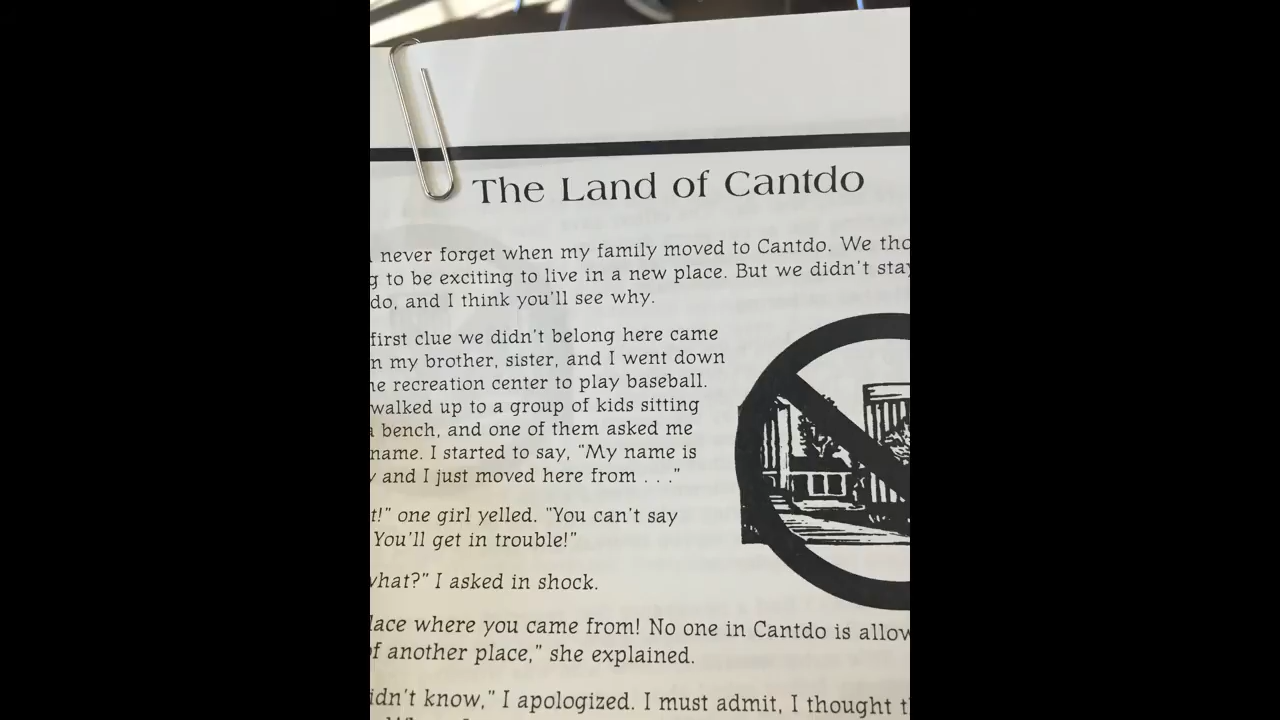 The Land of Cantdo
never forget when my family moved to Cantdo. We tho
g to be exciting to live in a new place. But we didn't stay
do, and I think you'll see why.
first clue we didn't belong here came
n my brother, sister, and I went down
he recreation center to play baseball.
walked up to a group of kids sitting
a bench, and one of them asked me
name. I started to say, "My name is
y and I just moved here from . . ."
t!" one girl yelled. "You can't say
You'll get in trouble!"
what?" I asked in shock.
lace where you came from! No one in Cantdo is allow
of another place," she explained.
idn't know," I apologized. I must admit, I thought t